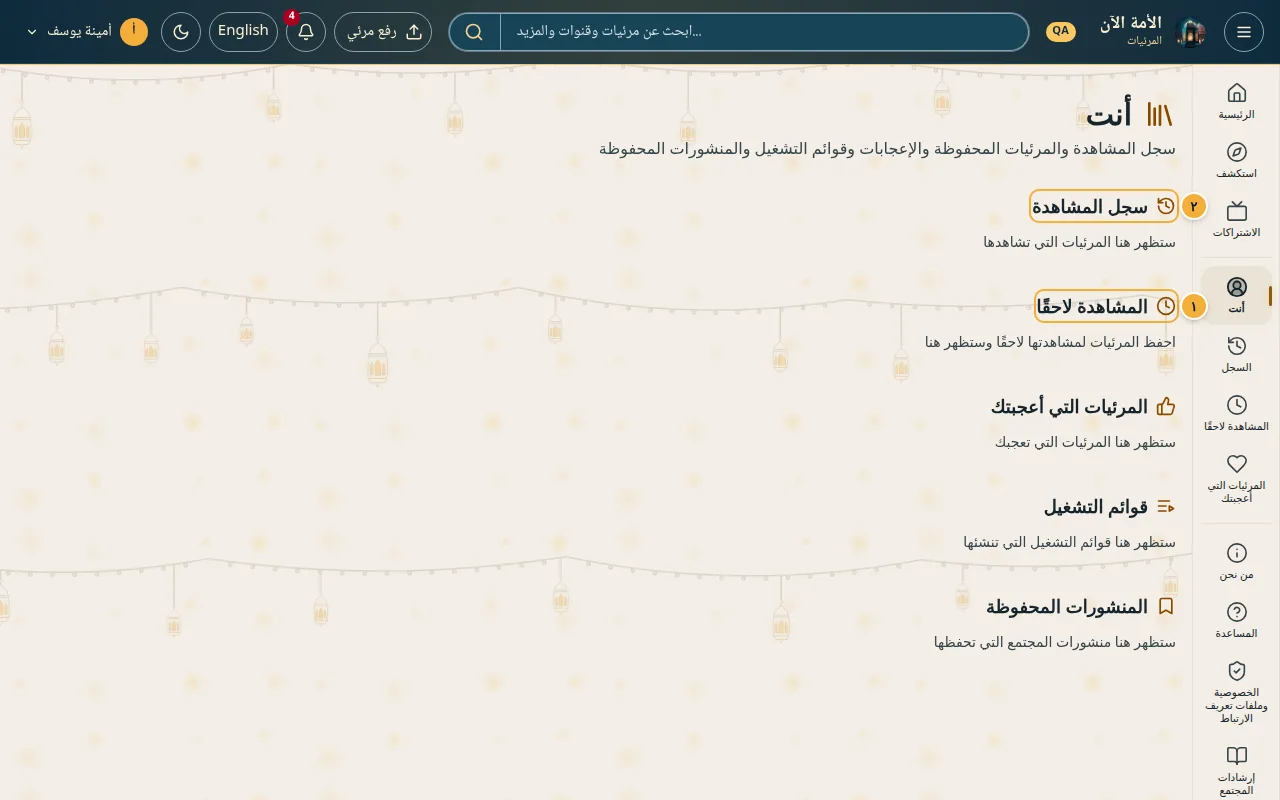 الأمة الآن
المرئيات
QA
ابحث عن مرئيات وقنوات والمزيد...
رفع مرئي
4
English
أ
أمينة يوسف
الرئيسية
استكشف
الاشتراكات
أنت
السجل
المشاهدة لاحقًا
المرئيات التي
أعجبتك
من نحن
المساعدة
الخصوصية
وملفات تعريف
الارتباط
إرشادات
المجتمع
أنت
سجل المشاهدة والمرئيات المحفوظة والإعجابات وقوائم التشغيل والمنشورات المحفوظة
٢
سجل المشاهدة
ستظهر هنا المرئيات التي تشاهدها
١
المشاهدة لاحقًا
احفظ المرئيات لمشاهدتها لاحقًا وستظهر هنا
المرئيات التي أعجبتك
ستظهر هنا المرئيات التي تعجبك
قوائم التشغيل
ستظهر هنا قوائم التشغيل التي تنشئها
المنشورات المحفوظة
ستظهر هنا منشورات المجتمع التي تحفظها